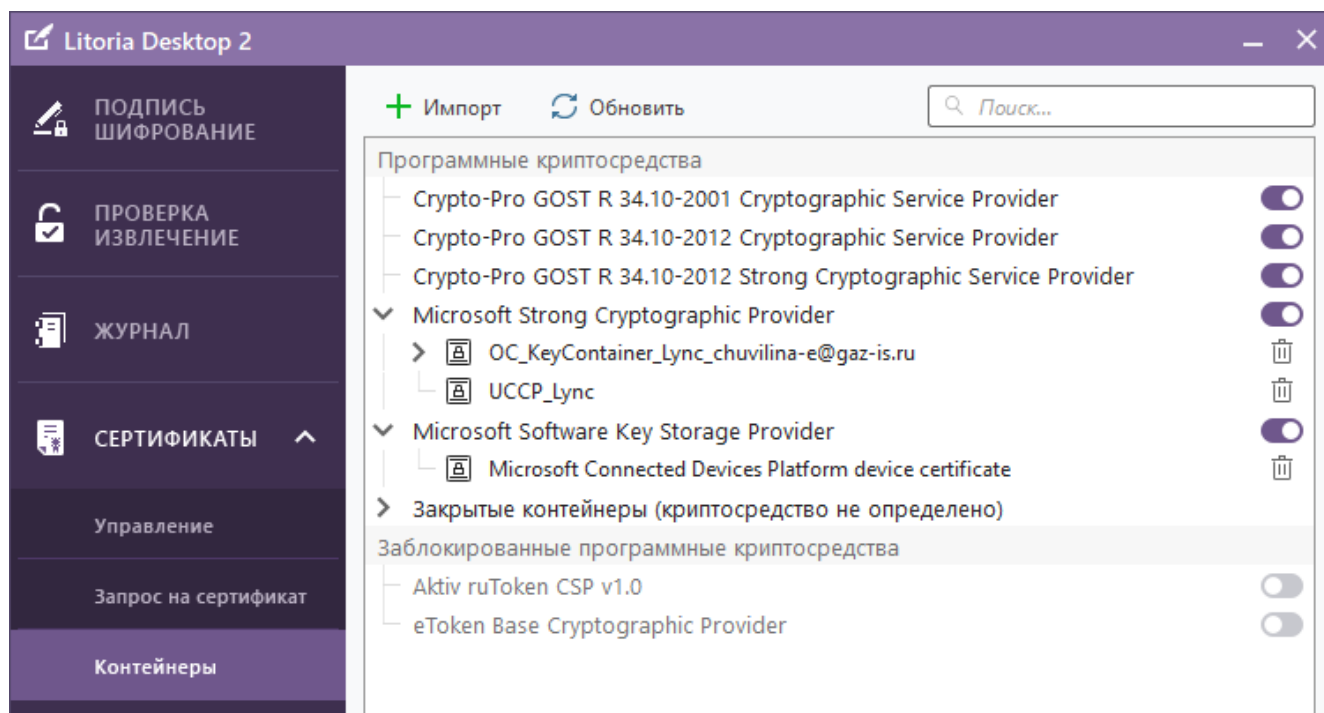 Litoria Desktop 2
ПОДПИСЬ
ШИФРОВАНИЕ
ПРОВЕРКА
ИЗВЛЕЧЕНИЕ
ЖУРНАЛ
СЕРТИФИКАТЫ
Управление
Запрос на сертификат
Контейнеры
Импорт
Обновить
Поиск...
Программные криптосредства
Crypto-Pro GOST R 34.10-2001 Cryptographic Service Provider
Crypto-Pro GOST R 34.10-2012 Cryptographic Service Provider
Crypto-Pro GOST R 34.10-2012 Strong Cryptographic Service Provider
Microsoft Strong Cryptographic Provider
OC_KeyContainer_Lync_chuvilina-e@gaz-is.ru
UCCP_Lync
Microsoft Software Key Storage Provider
Microsoft Connected Devices Platform device certificate
Закрытые контейнеры (криптосредство не определено)
Заблокированные программные криптосредства
Aktiv ruToken CSP v1.0
eToken Base Cryptographic Provider